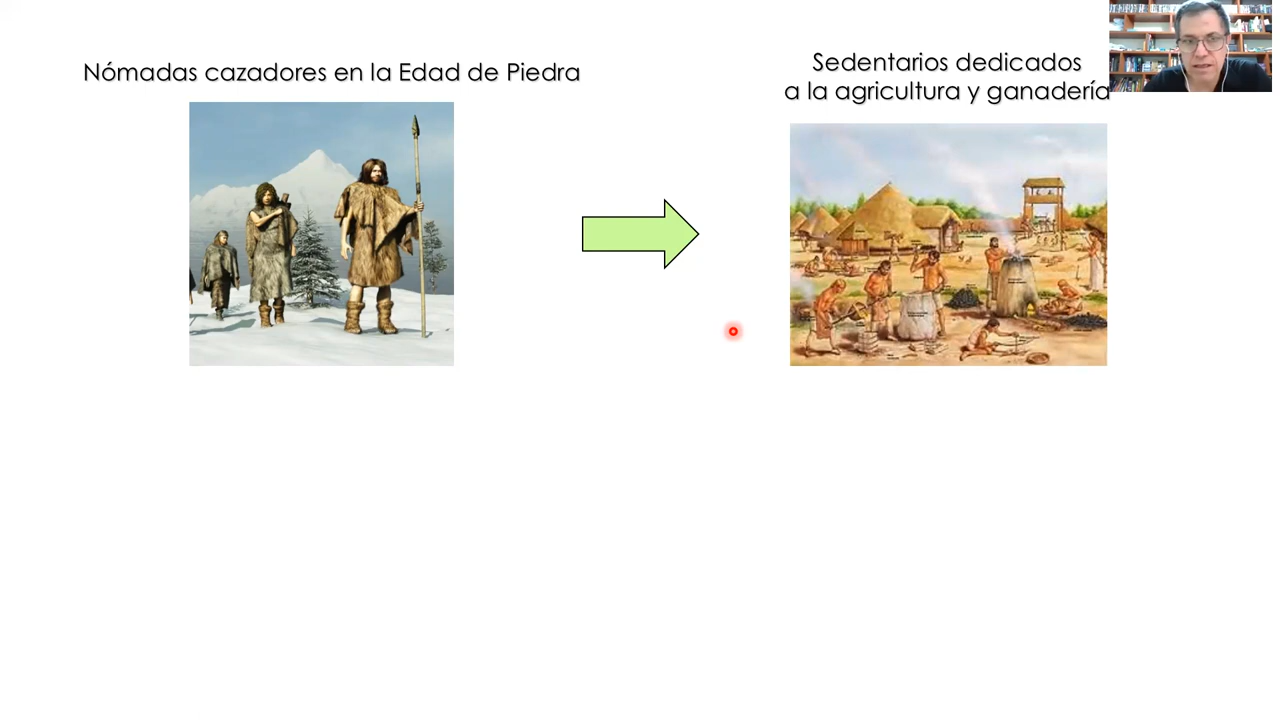 Nómadas cazadores en la Edad de Piedra
Sedentarios dedicados
a la agricultura y ganadería